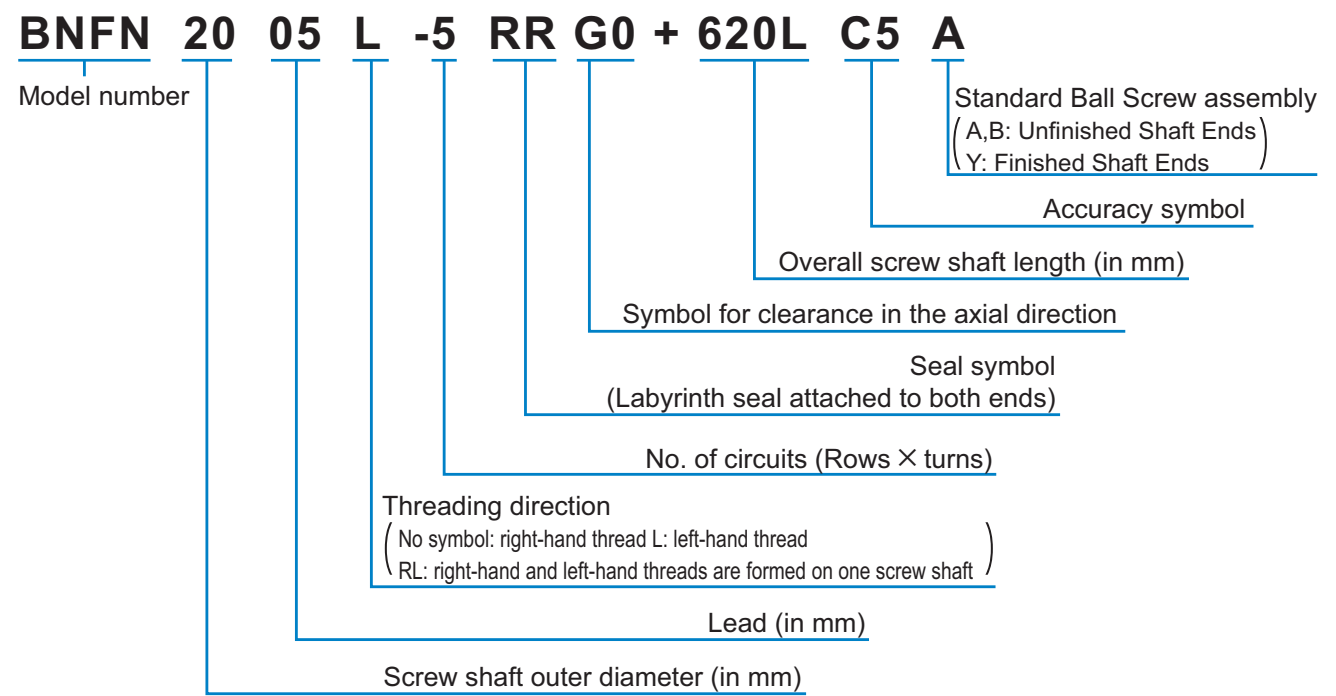 BNFN 20 05 L -5 RR G0 + 620L C5 A
Model number
Standard Ball Screw assembly
(A,B: Unfinished Shaft Ends
Y: Finished Shaft Ends)
Accuracy symbol
Overall screw shaft length (in mm)
Symbol for clearance in the axial direction
Seal symbol
(Labyrinth seal attached to both ends)
No. of circuits (Rows × turns)
Threading direction
(No symbol: right-hand thread L: left-hand thread
RL: right-hand and left-hand threads are formed on one screw shaft)
Lead (in mm)
Screw shaft outer diameter (in mm)